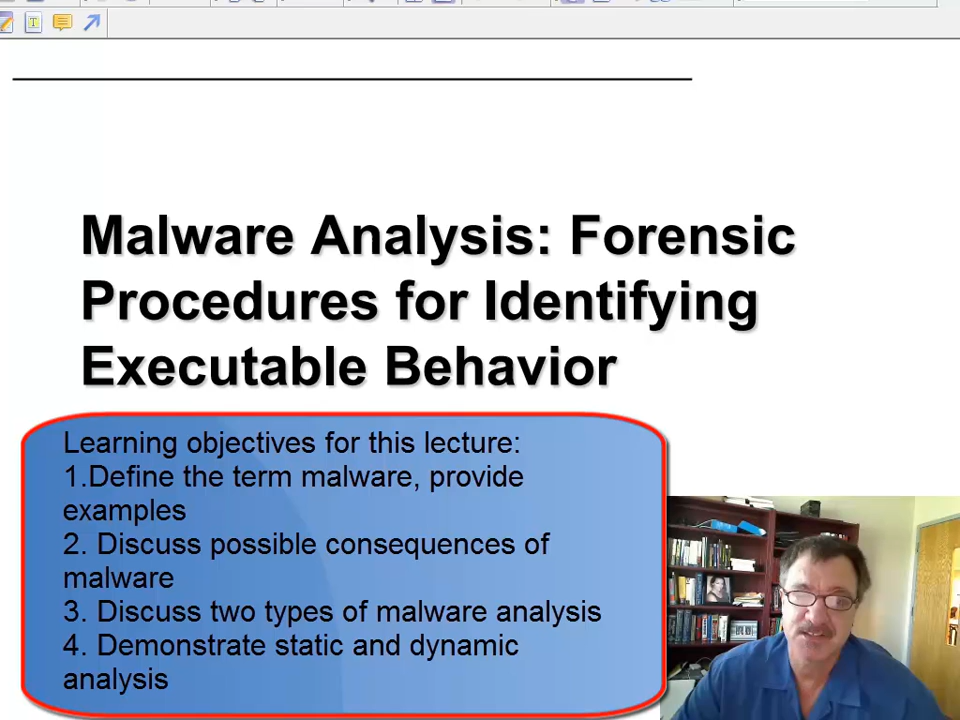 Malware Analysis: Forensic
Procedures for Identifying
Executable Behavior
Learning objectives for this lecture:
1.Define the term malware, provide
examples
2. Discuss possible consequences of
malware
3. Discuss two types of malware analysis
4. Demonstrate static and dynamic
analysis